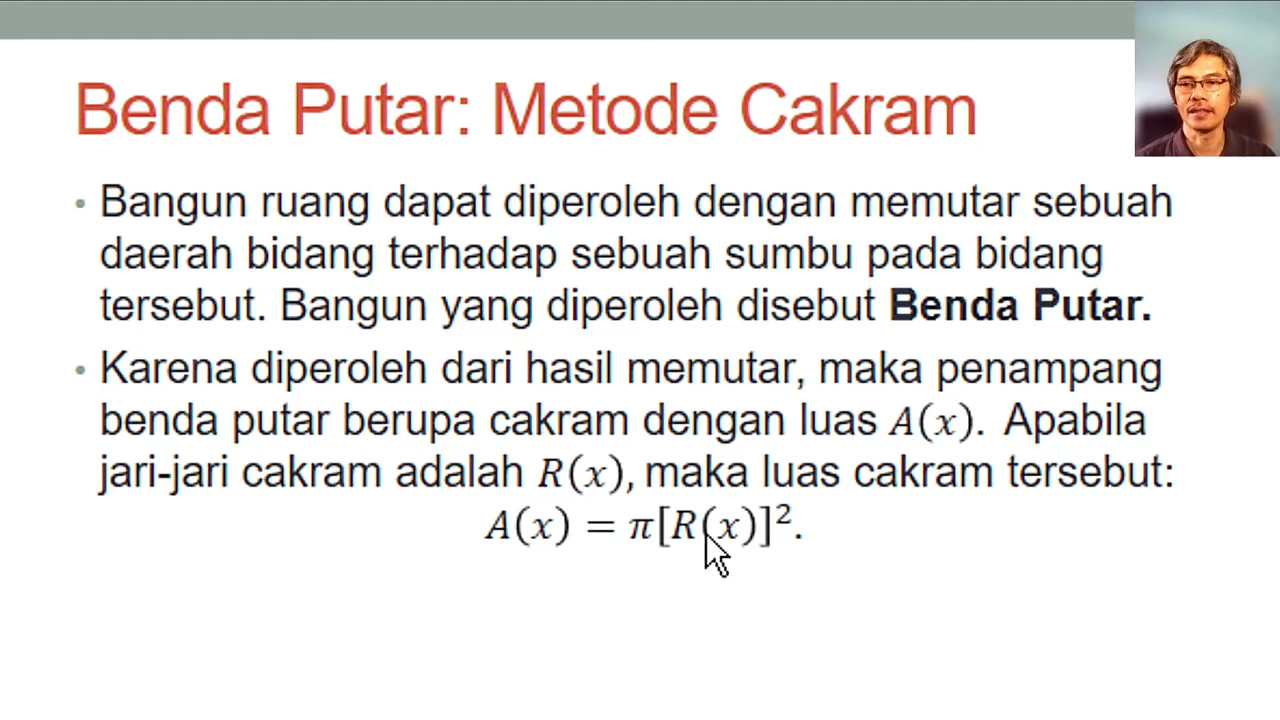 Benda Putar: Metode Cakram
• Bangun ruang dapat diperoleh dengan memutar sebuah
daerah bidang terhadap sebuah sumbu pada bidang
tersebut. Bangun yang diperoleh disebut Benda Putar.
• Karena diperoleh dari hasil memutar, maka penampang
benda putar berupa cakram dengan luas A(x). Apabila
jari-jari cakram adalah R(x), maka luas cakram tersebut:
A(x) = π[R(x)]².